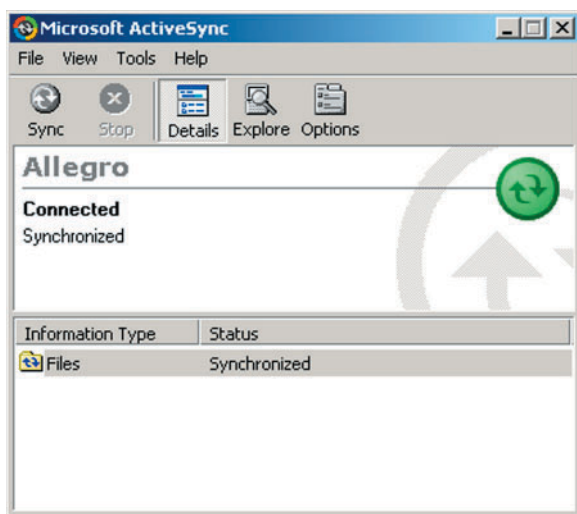 Microsoft ActiveSync
File View Tools Help
Sync Stop Details Explore Options
Allegro
Connected
Synchronized
Information Type Status
Files Synchronized